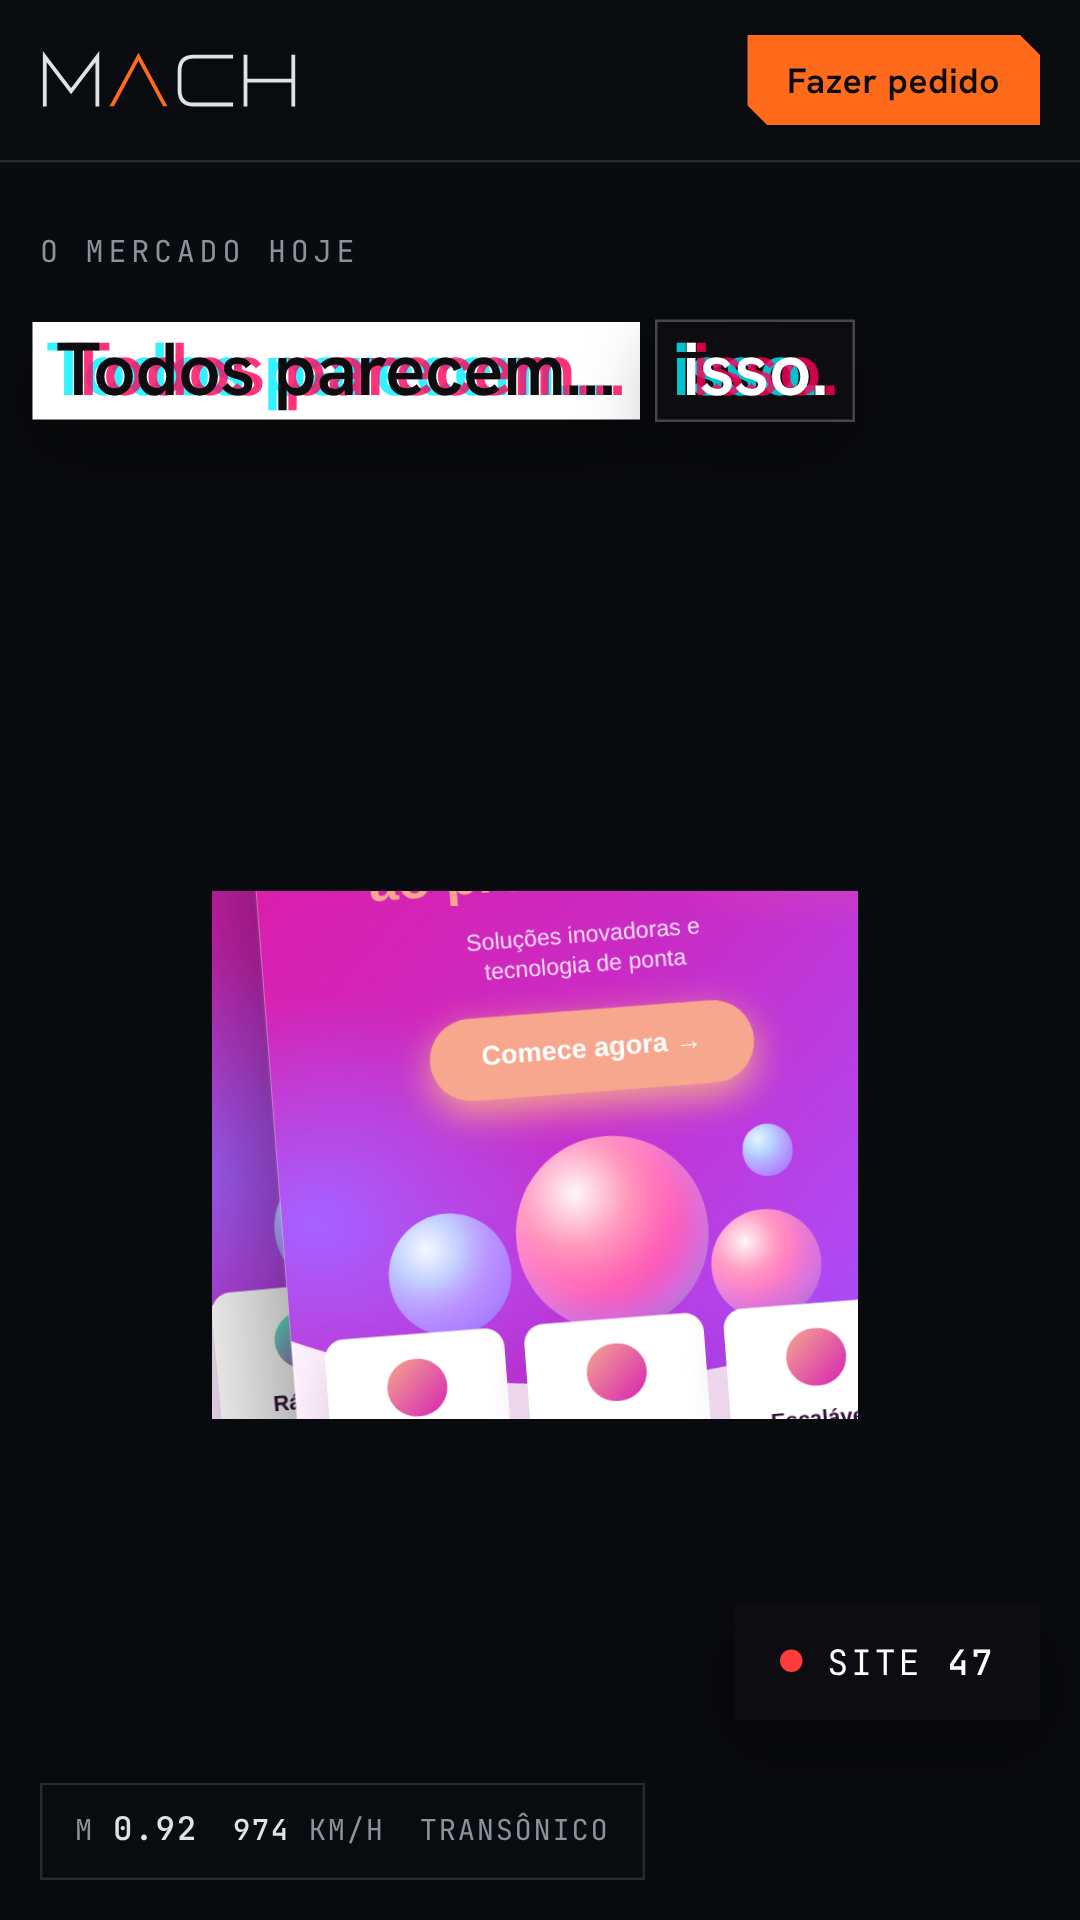 MACH
Fazer pedido
O MERCADO HOJE
Todos parecem... isso.
Soluções inovadoras e
tecnologia de ponta
Comece agora →
SITE 47
M 0.92 974 KM/H TRANSÔNICO